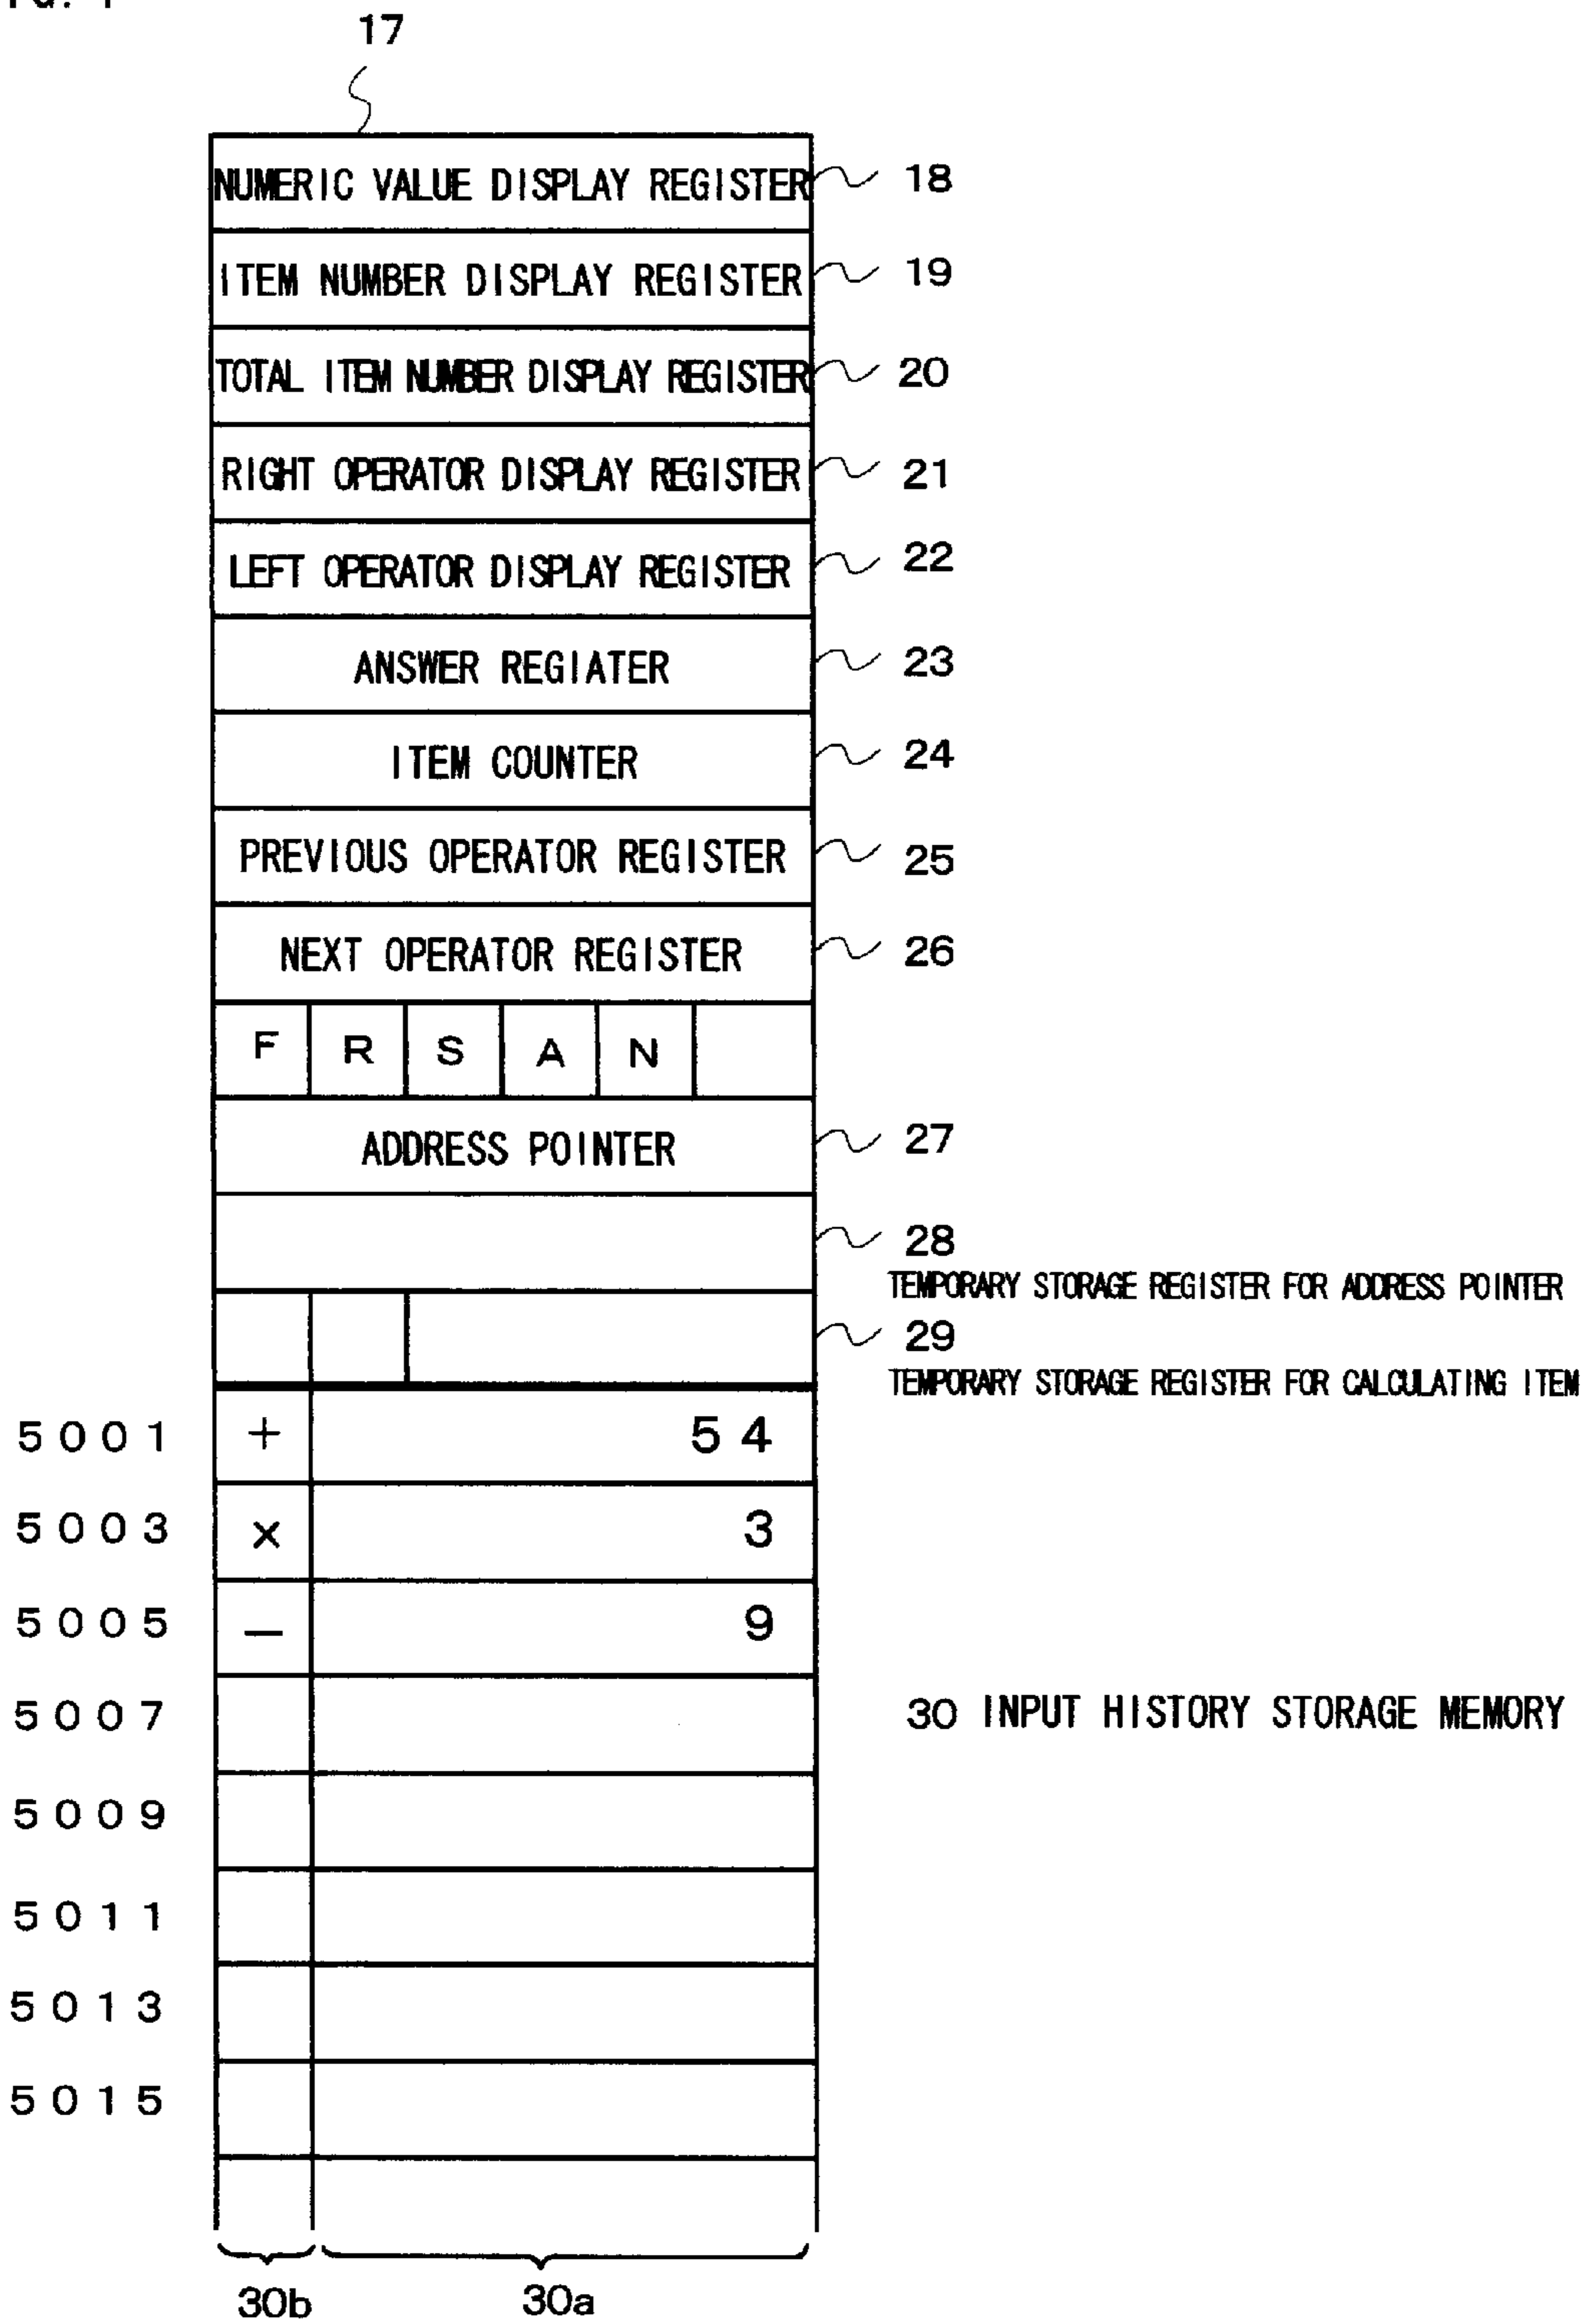 17
NUMERIC VALUE DISPLAY REGISTER 18
ITEM NUMBER DISPLAY REGISTER 19
TOTAL ITEM NUMBER DISPLAY REGISTER 20
RIGHT OPERATOR DISPLAY REGISTER 21
LEFT OPERATOR DISPLAY REGISTER 22
ANSWER REGIATER 23
ITEM COUNTER 24
PREVIOUS OPERATOR REGISTER 25
NEXT OPERATOR REGISTER 26
F R S A N
ADDRESS POINTER 27
28
TEMPORARY STORAGE REGISTER FOR ADDRESS POINTER
29
TEMPORARY STORAGE REGISTER FOR CALCULATING ITEM
5001 + 54
5003 × 3
5005 − 9
5007 30 INPUT HISTORY STORAGE MEMORY
5009
5011
5013
5015
30b 30a